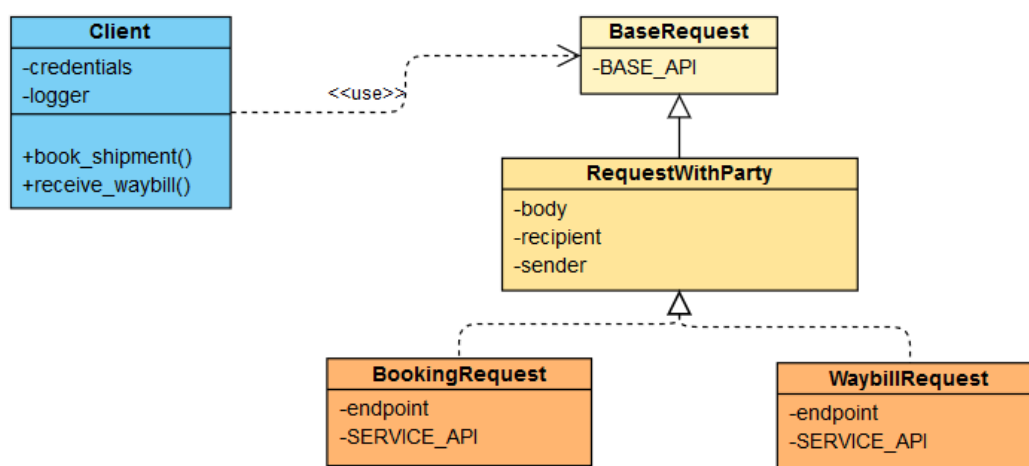 Client
-credentials
-logger
+book_shipment()
+receive_waybill()
<<use>>
BaseRequest
-BASE_API
RequestWithParty
-body
-recipient
-sender
BookingRequest
-endpoint
-SERVICE_API
WaybillRequest
-endpoint
-SERVICE_API